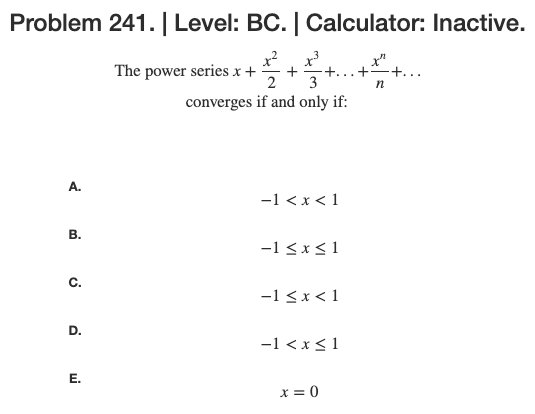 Problem 241. | Level: BC. | Calculator: Inactive.
The power series x + x²/2 + x³/3 +...+ xⁿ/n +...
converges if and only if:
A.
−1 < x < 1
B.
−1 ≤ x ≤ 1
C.
−1 ≤ x < 1
D.
−1 < x ≤ 1
E.
x = 0